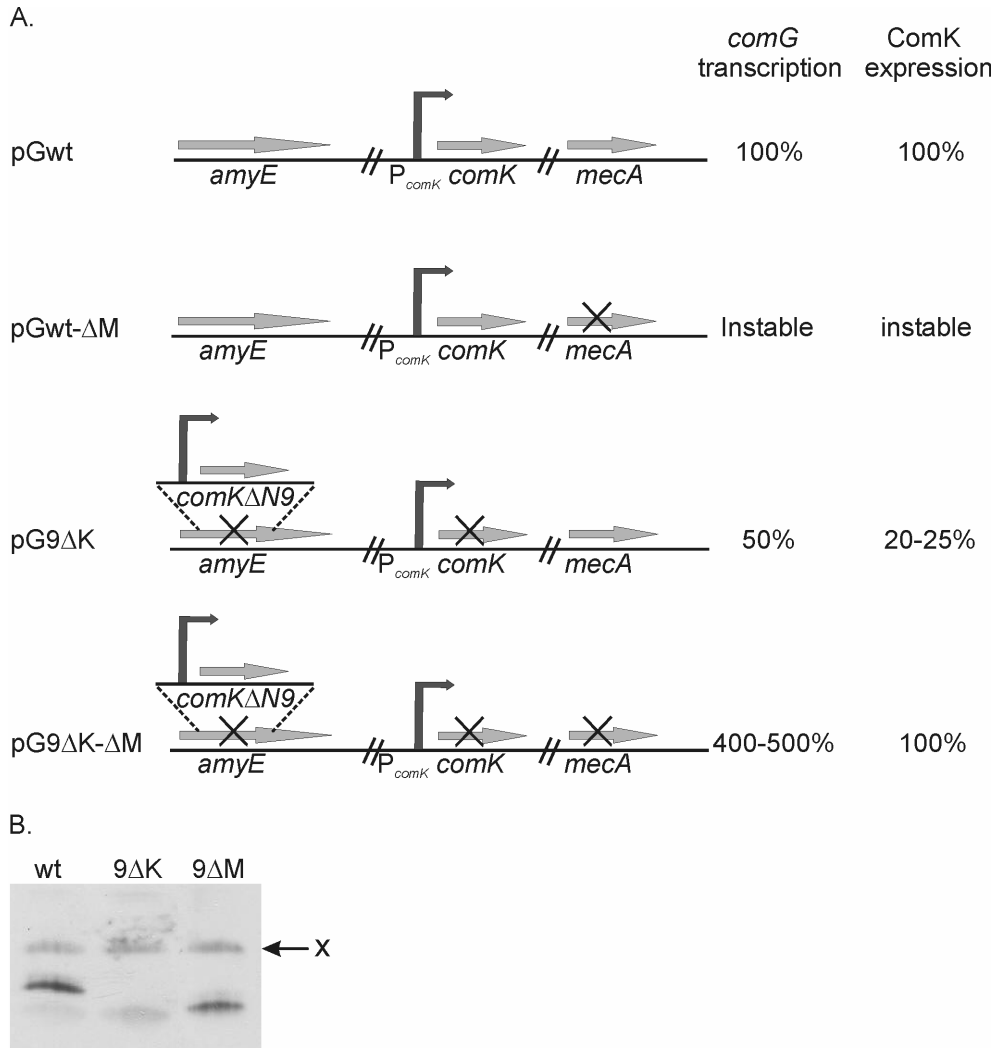 A.
comG transcription
ComK expression
pGwt
amyE
PcomK comK
mecA
100%
100%
pGwt-ΔM
amyE
PcomK comK
mecA
Instable
instable
comKΔN9
pG9ΔK
amyE
PcomK comK
mecA
50%
20-25%
comKΔN9
pG9ΔK-ΔM
amyE
PcomK comK
mecA
400-500%
100%
B.
wt
9ΔK
9ΔM
x